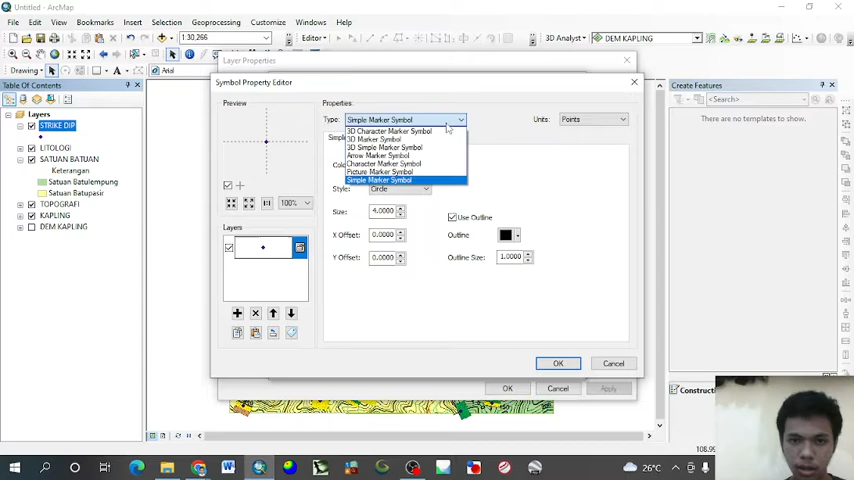 Untitled - ArcMap
File Edit View Bookmarks Insert Selection Geoprocessing Customize Windows Help
1:30,266
Editor
3D Analyst
DEM KAPLING
Drawing
Arial
Layer Properties
Table Of Contents
Create Features
Symbol Property Editor
<Search>
There are no templates to show.
Layers
STRIKE DIP
LITOLOGI
SATUAN BATUAN
Keterangan
Satuan Batulempung
Satuan Batupasir
TOPOGRAFI
KAPLING
DEM KAPLING
Preview
100%
Layers
Properties:
Type:
Simple Marker Symbol
Units:
Points
3D Character Marker Symbol
3D Marker Symbol
3D Simple Marker Symbol
Arrow Marker Symbol
Character Marker Symbol
Picture Marker Symbol
Simple Marker Symbol
Style:
Circle
Size:
4.0000
Use Outline
X Offset:
0.0000
Outline
Y Offset:
0.0000
Outline Size:
1.0000
OK
Cancel
OK
Cancel
Apply
26°C